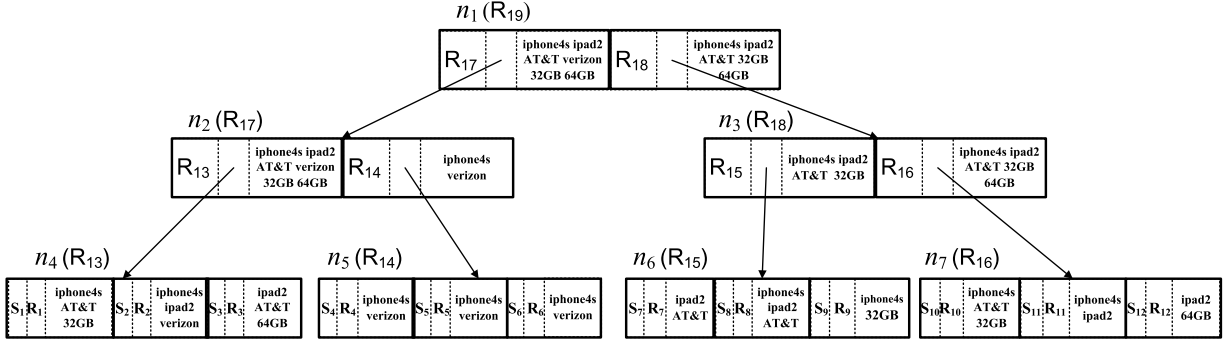 n1 (R19)
R17 iphone4s ipad2 AT&T verizon 32GB 64GB
R18 iphone4s ipad2 AT&T 32GB 64GB
n2 (R17)
R13 iphone4s ipad2 AT&T verizon 32GB 64GB
R14 iphone4s verizon
n3 (R18)
R15 iphone4s ipad2 AT&T 32GB
R16 iphone4s ipad2 AT&T 32GB 64GB
n4 (R13)
S1 R1 iphone4s AT&T 32GB
S2 R2 iphone4s ipad2 verizon
S3 R3 ipad2 AT&T 64GB
n5 (R14)
S4 R4 iphone4s verizon
S5 R5 iphone4s verizon
S6 R6 iphone4s verizon
n6 (R15)
S7 R7 ipad2 AT&T
S8 R8 iphone4s ipad2 AT&T
S9 R9 iphone4s 32GB
n7 (R16)
S10 R10 iphone4s AT&T 32GB
S11 R11 iphone4s ipad2
S12 R12 ipad2 64GB